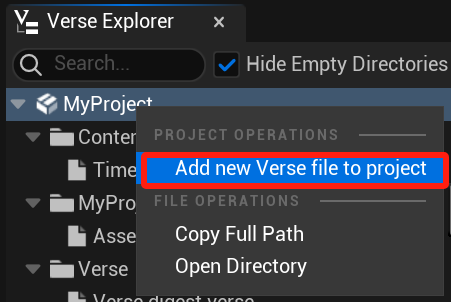 Verse Explorer
Search...
Hide Empty Directories
MyProject
PROJECT OPERATIONS
Conten
Add new Verse file to project
Time
FILE OPERATIONS
MyProj
Copy Full Path
Asse
Open Directory
Verse
Verse digest verse